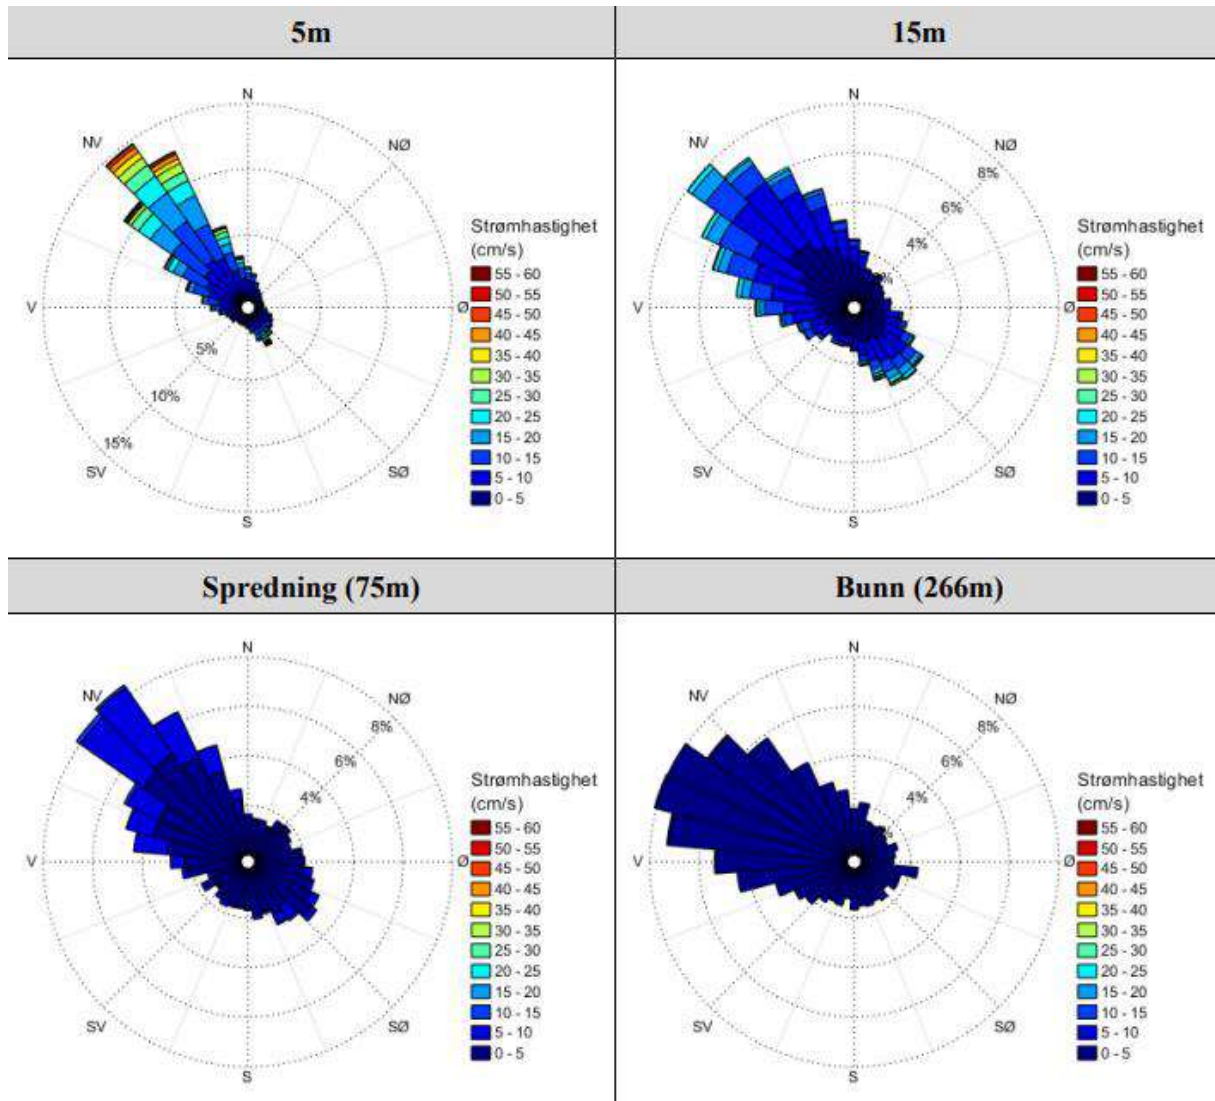 5m
N
NV
NØ
V
Ø
5%
10%
15%
SV
SØ
S
Strømhastighet
(cm/s)
55 - 60
50 - 55
45 - 50
40 - 45
35 - 40
30 - 35
25 - 30
20 - 25
15 - 20
10 - 15
5 - 10
0 - 5
15m
N
NV
NØ
8%
6%
4%
V
Ø
SV
SØ
S
Strømhastighet
(cm/s)
55 - 60
50 - 55
45 - 50
40 - 45
35 - 40
30 - 35
25 - 30
20 - 25
15 - 20
10 - 15
5 - 10
0 - 5
Spredning (75m)
N
NV
NØ
8%
6%
4%
V
Ø
SV
SØ
S
Strømhastighet
(cm/s)
55 - 60
50 - 55
45 - 50
40 - 45
35 - 40
30 - 35
25 - 30
20 - 25
15 - 20
10 - 15
5 - 10
0 - 5
Bunn (266m)
N
NV
NØ
8%
6%
4%
V
Ø
SV
SØ
S
Strømhastighet
(cm/s)
55 - 60
50 - 55
45 - 50
40 - 45
35 - 40
30 - 35
25 - 30
20 - 25
15 - 20
10 - 15
5 - 10
0 - 5